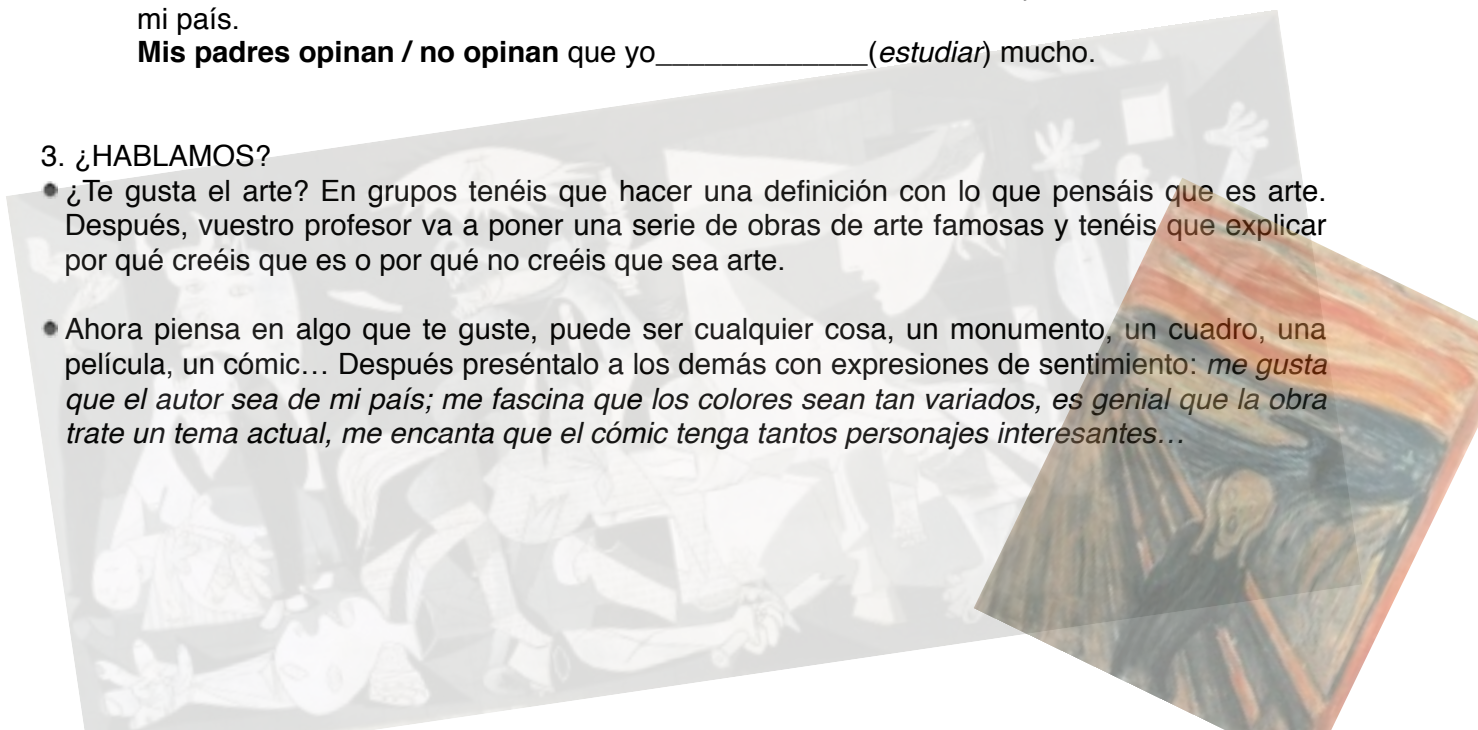 mi país.
Mis padres opinan / no opinan que yo_____________(estudiar) mucho.
3. ¿HABLAMOS?
¿Te gusta el arte? En grupos tenéis que hacer una definición con lo que pensáis que es arte.
Después, vuestro profesor va a poner una serie de obras de arte famosas y tenéis que explicar
por qué creéis que es o por qué no creéis que sea arte.
Ahora piensa en algo que te guste, puede ser cualquier cosa, un monumento, un cuadro, una
película, un cómic… Después preséntalo a los demás con expresiones de sentimiento: me gusta
que el autor sea de mi país; me fascina que los colores sean tan variados, es genial que la obra
trate un tema actual, me encanta que el cómic tenga tantos personajes interesantes…